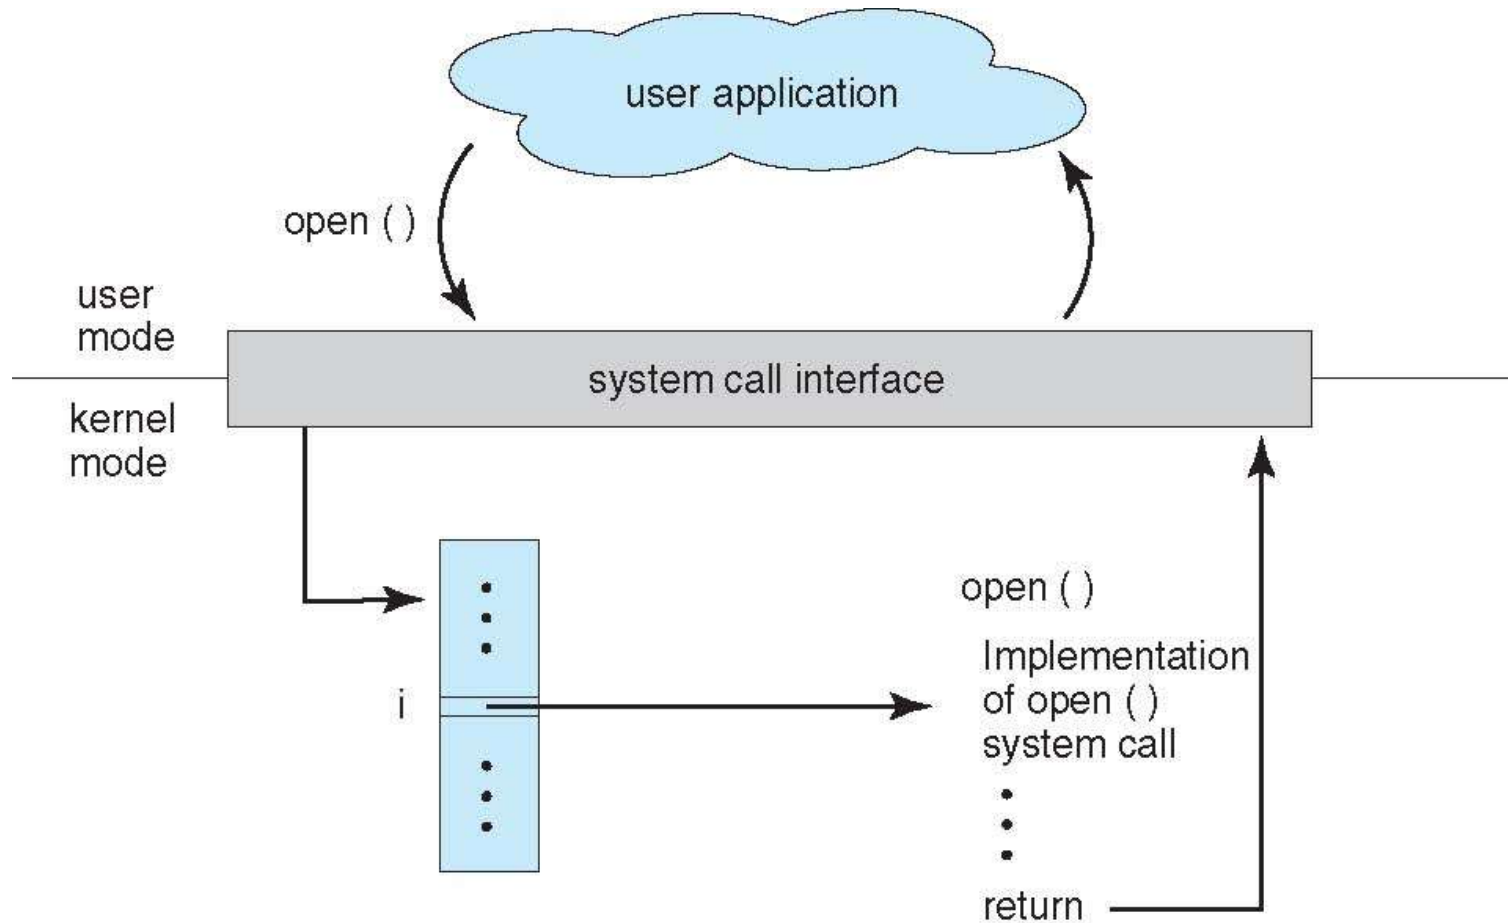 user application
open ( )
user
mode
system call interface
kernel
mode
open ( )
Implementation
of open ( )
system call
i
return